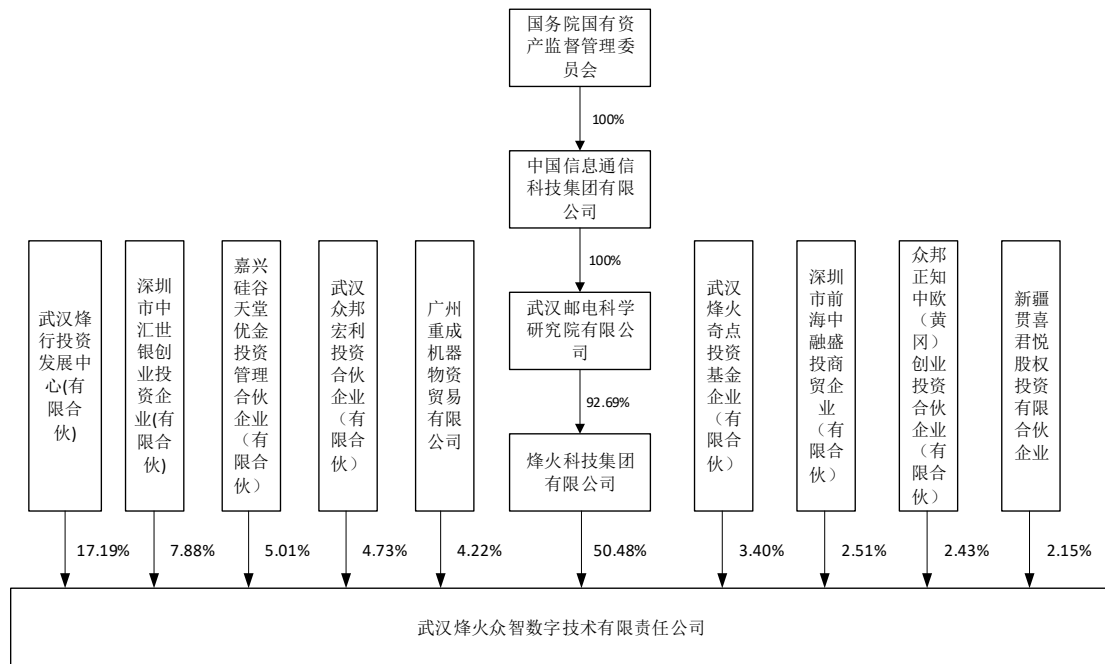 国务院国有资
产监督管理委
员会
100%
中国信息通信
科技集团有限
公司
100%
武汉邮电科学
研究院有限公
司
92.69%
烽火科技集团
有限公司
武汉烽
行投资
发展中
心(有
限合
伙)
深圳
市中
汇世
银创
业投
资企
业(有
限合
伙)
嘉兴
硅谷
天堂
优金
投资
管理
合伙
企业
（有
限合
伙）
武汉
众邦
宏利
投资
合伙
企业
（有
限合
伙）
广州
重成
机器
物资
贸易
有限
公司
武汉
烽火
奇点
投资
基金
企业
（有
限合
伙）
深圳
市前
海中
融盛
投商
贸企
业
（有
限合
伙）
众邦
正知
中欧
（黄
冈）
创业
投资
合伙
企业
（有
限合
伙）
新疆
贯喜
君悦
股权
投资
有限
合伙
企业
17.19%
7.88%
5.01%
4.73%
4.22%
50.48%
3.40%
2.51%
2.43%
2.15%
武汉烽火众智数字技术有限责任公司